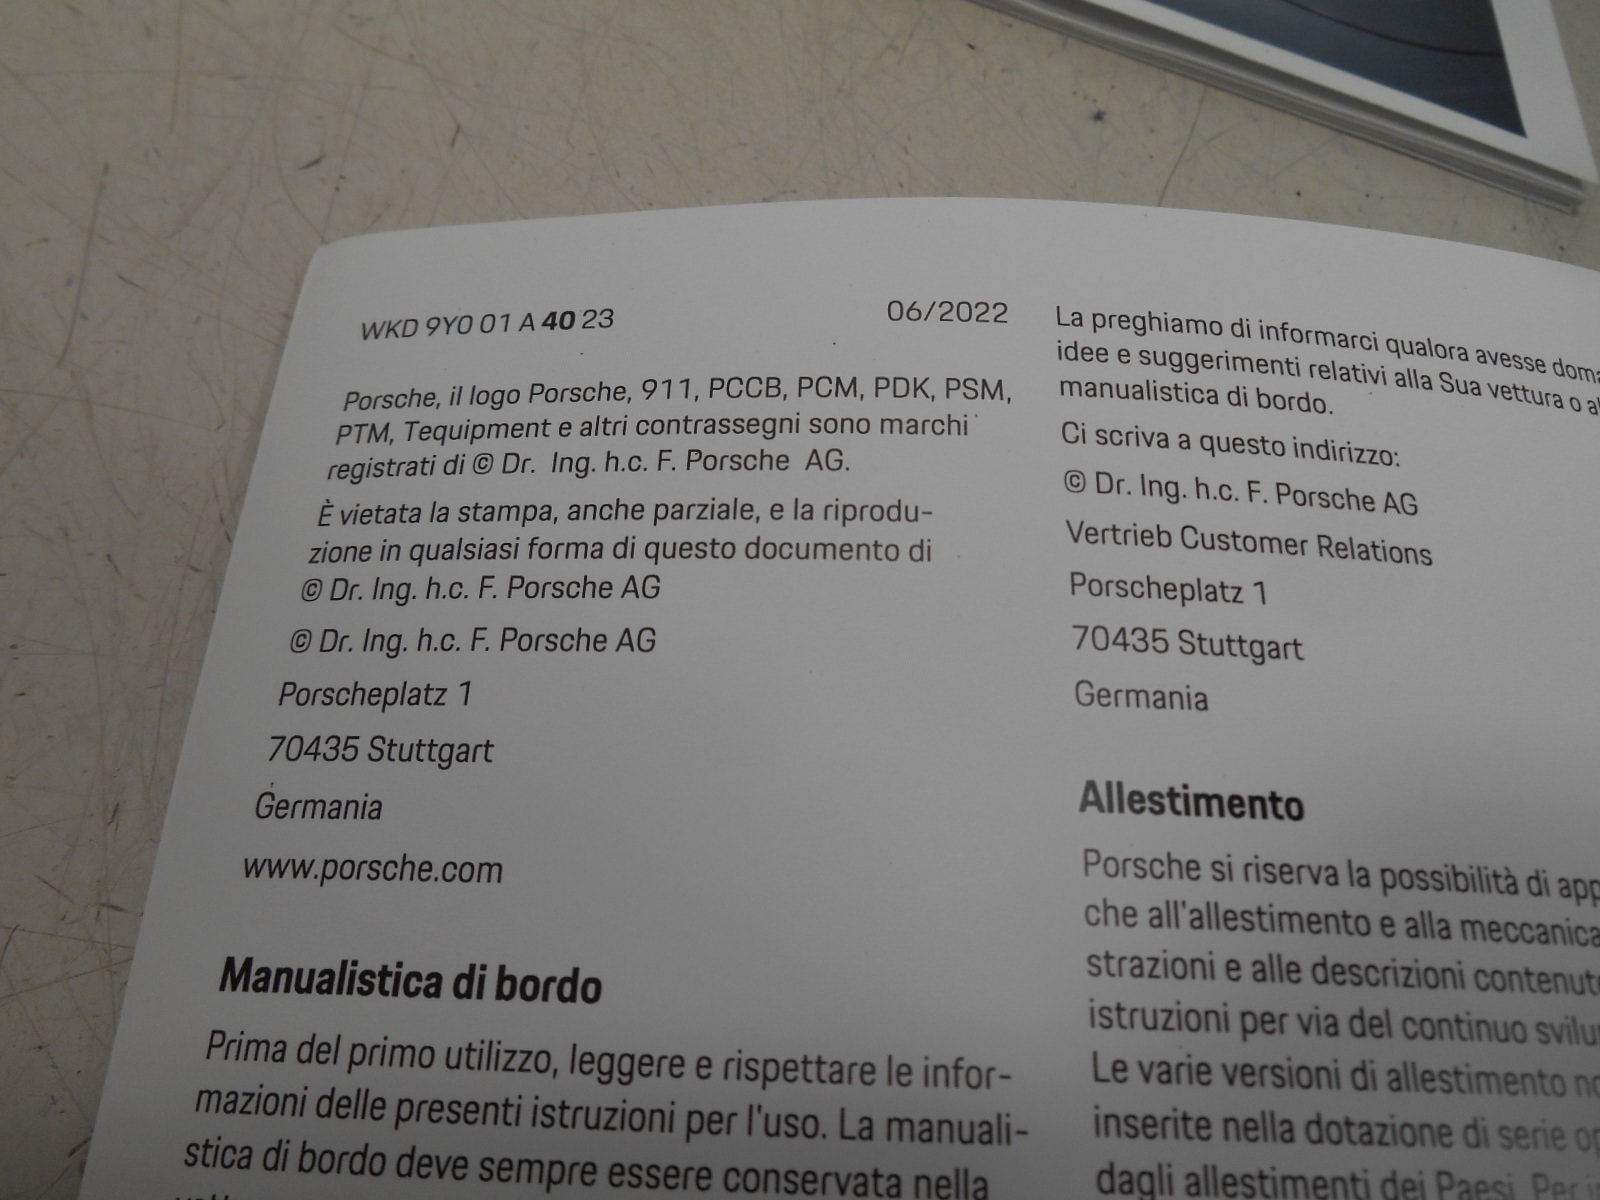 WKD 9Y0 01 A 40 23
06/2022
Porsche, il logo Porsche, 911, PCCB, PCM, PDK, PSM,
PTM, Tequipment e altri contrassegni sono marchi
registrati di © Dr. Ing. h.c. F. Porsche AG.
È vietata la stampa, anche parziale, e la riprodu-
zione in qualsiasi forma di questo documento di
© Dr. Ing. h.c. F. Porsche AG
© Dr. Ing. h.c. F. Porsche AG
Porscheplatz 1
70435 Stuttgart
Germania
www.porsche.com
Manualistica di bordo
Prima del primo utilizzo, leggere e rispettare le infor-
mazioni delle presenti istruzioni per l'uso. La manuali-
stica di bordo deve sempre essere conservata nella
La preghiamo di informarci qualora avesse
idee e suggerimenti relativi alla Sua vettura o
manualistica di bordo.
Ci scriva a questo indirizzo:
© Dr. Ing. h.c. F. Porsche AG
Vertrieb Customer Relations
Porscheplatz 1
70435 Stuttgart
Germania
Allestimento
Porsche si riserva la possibilità di
che all'allestimento e alla meccanica
strazioni e alle descrizioni
istruzioni per via del continuo
Le varie versioni di allestimento
inserite nella dotazione di serie
dagli allestimenti dei Paesi.